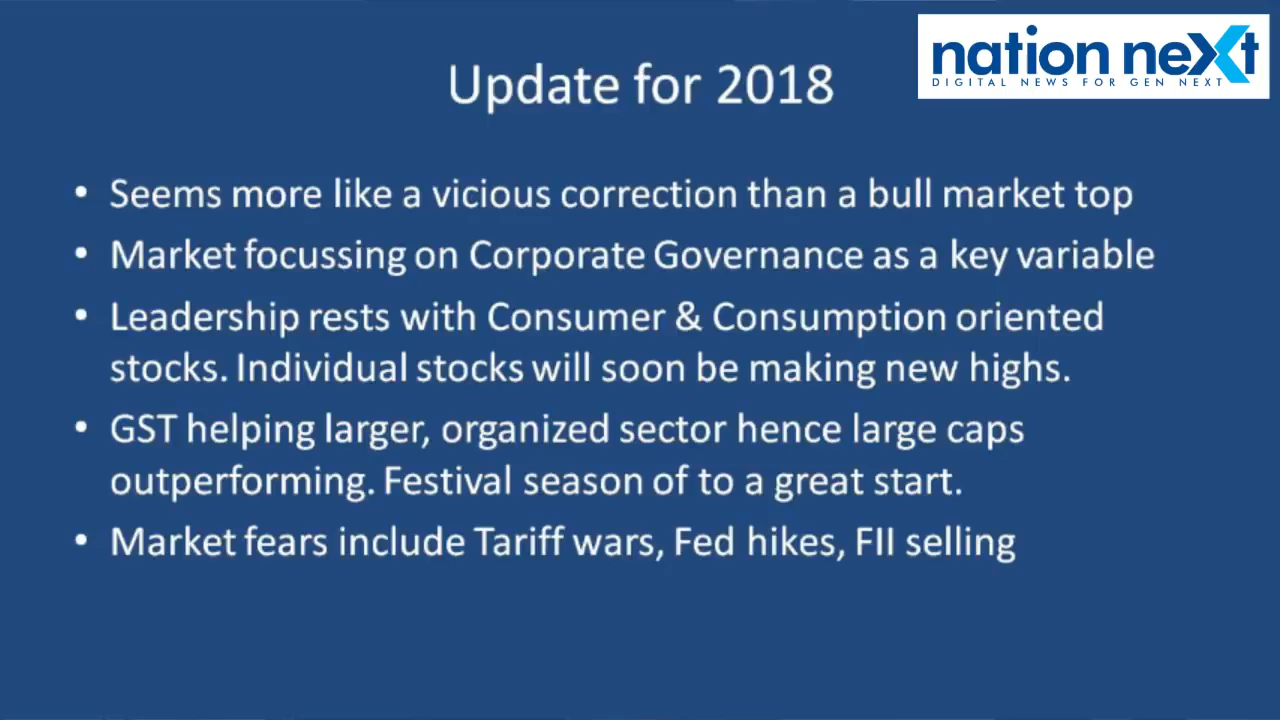 nation next
DIGITAL NEWS FOR GEN NEXT
Update for 2018
• Seems more like a vicious correction than a bull market top
• Market focussing on Corporate Governance as a key variable
• Leadership rests with Consumer & Consumption oriented
stocks. Individual stocks will soon be making new highs.
• GST helping larger, organized sector hence large caps
outperforming. Festival season of to a great start.
• Market fears include Tariff wars, Fed hikes, FII selling